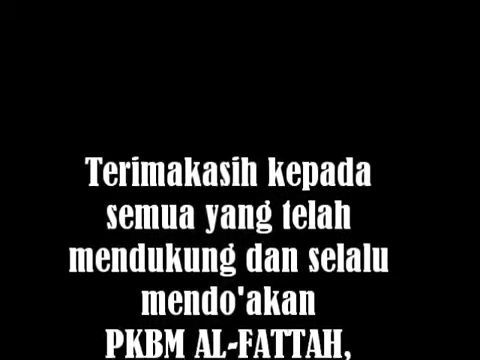 Terimakasih kepada
semua yang telah
mendukung dan selalu
mendo'akan
PKBM AL-FATTAH,